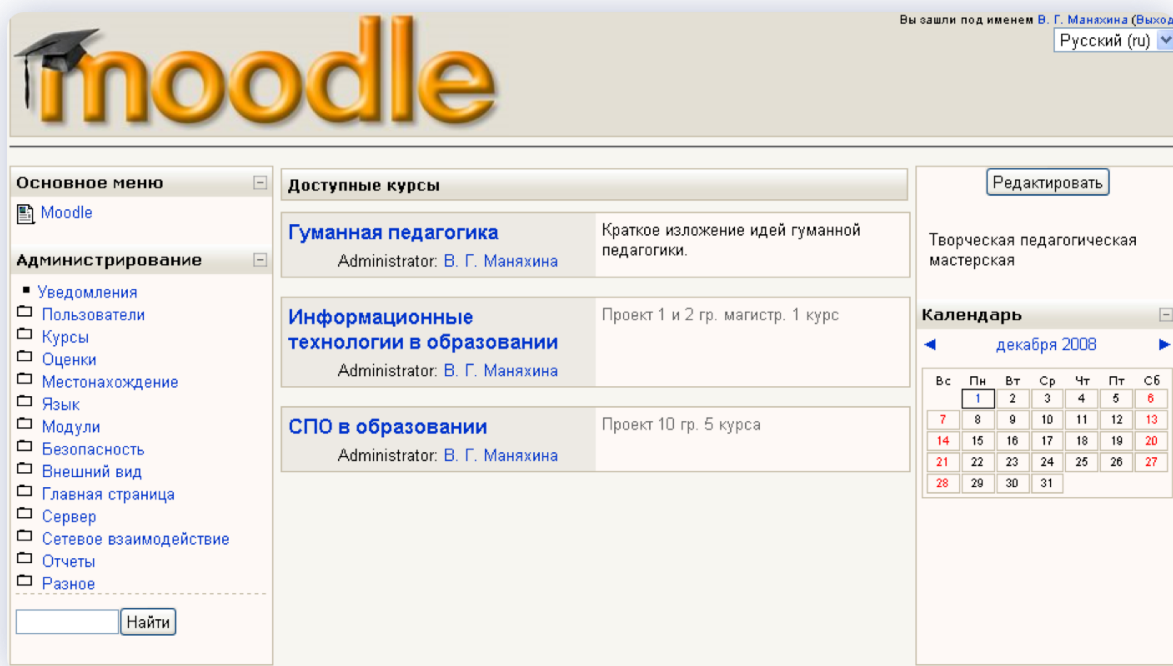 Вы зашли под именем В. Г. Маняхина (Выход
Русский (ru)
moodle
Основное меню
Moodle
Администрирование
Уведомления
Пользователи
Курсы
Оценки
Местонахождение
Язык
Модули
Безопасность
Внешний вид
Главная страница
Сервер
Сетевое взаимодействие
Отчеты
Разное
Найти
Доступные курсы
Гуманная педагогика
Administrator: В. Г. Маняхина
Краткое изложение идей гуманной
педагогики.
Информационные
технологии в образовании
Administrator: В. Г. Маняхина
Проект 1 и 2 гр. магистр. 1 курс
СПО в образовании
Administrator: В. Г. Маняхина
Проект 10 гр. 5 курса
Редактировать
Творческая педагогическая
мастерская
Календарь
декабря 2008
Вс Пн Вт Ср Чт Пт Сб
1 2 3 4 5 6
7 8 9 10 11 12 13
14 15 16 17 18 19 20
21 22 23 24 25 26 27
28 29 30 31